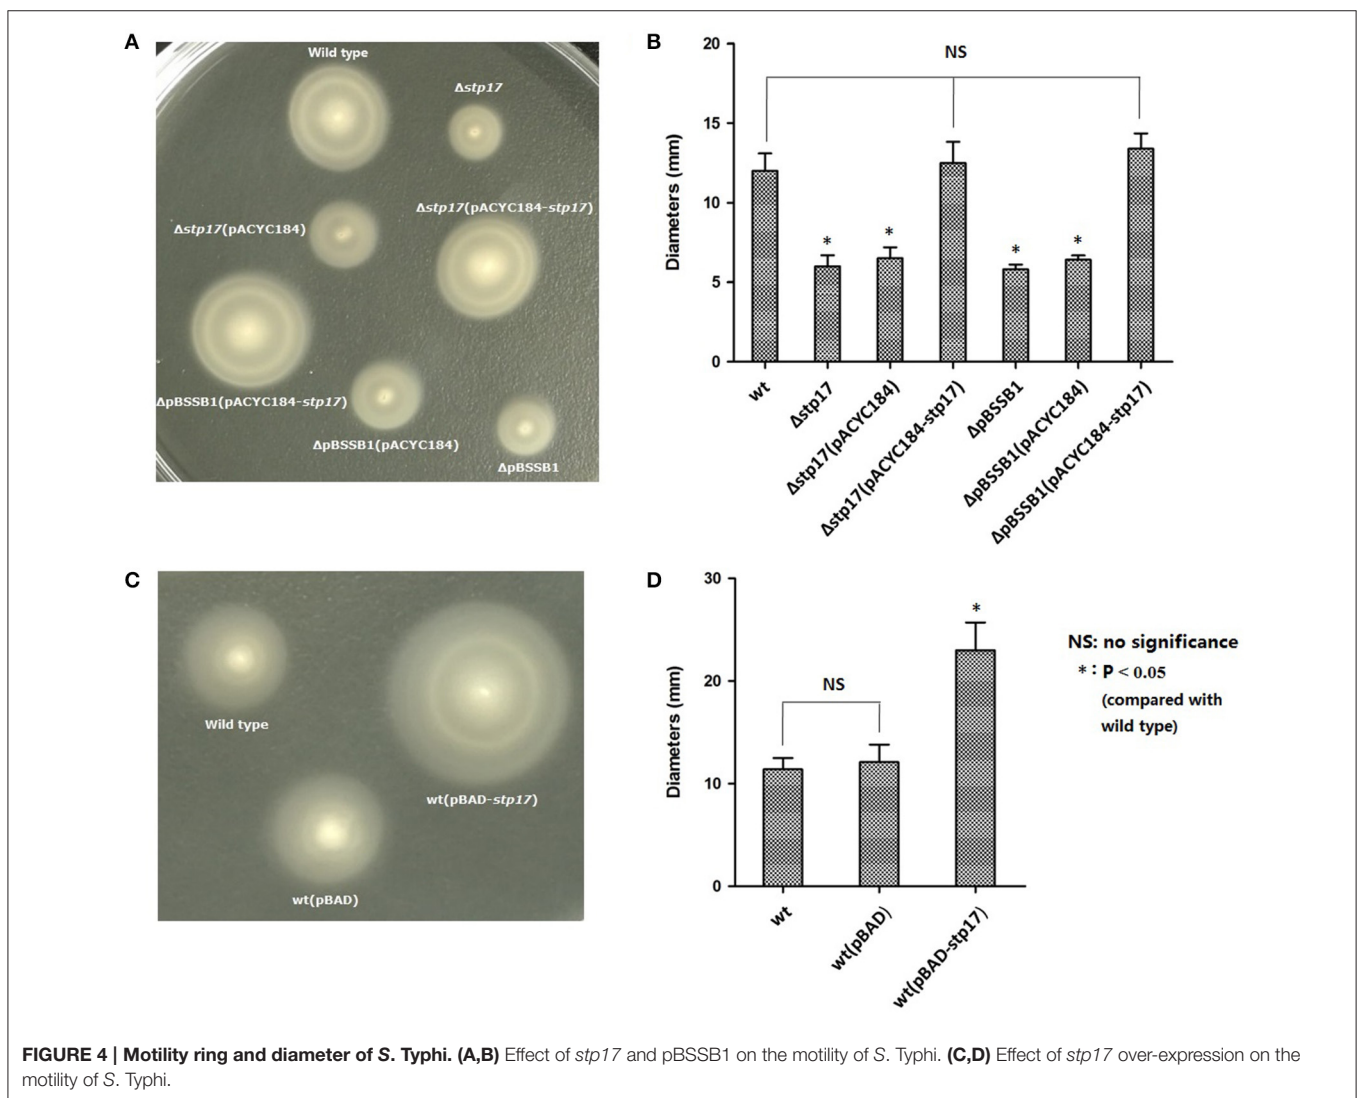 A
Wild type
Δstp17
Δstp17(pACYC184-stp17)
Δstp17(pACYC184)
ΔpBSSB1(pACYC184-stp17)
ΔpBSSB1(pACYC184)
ΔpBSSB1
B
20
15
10
5
0
Diameters (mm)
NS
*
*
*
*
wt
Δstp17
Δstp17(pACYC184)
Δstp17(pACYC184-stp17)
ΔpBSSB1
ΔpBSSB1(pACYC184)
ΔpBSSB1(pACYC184-stp17)
C
Wild type
wt(pBAD-stp17)
wt(pBAD)
D
30
20
10
0
Diameters (mm)
NS
*
wt
wt(pBAD)
wt(pBAD-stp17)
NS: no significance
* : P < 0.05
(compared with
wild type)
FIGURE 4 | Motility ring and diameter of S. Typhi. (A,B) Effect of stp17 and pBSSB1 on the motility of S. Typhi. (C,D) Effect of stp17 over-expression on the
motility of S. Typhi.